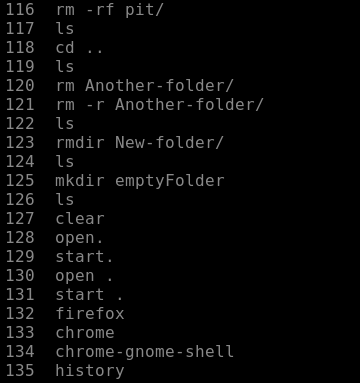 116  rm -rf pit/
117  ls
118  cd ..
119  ls
120  rm Another-folder/
121  rm -r Another-folder/
122  ls
123  rmdir New-folder/
124  ls
125  mkdir emptyFolder
126  ls
127  clear
128  open.
129  start.
130  open .
131  start .
132  firefox
133  chrome
134  chrome-gnome-shell
135  history